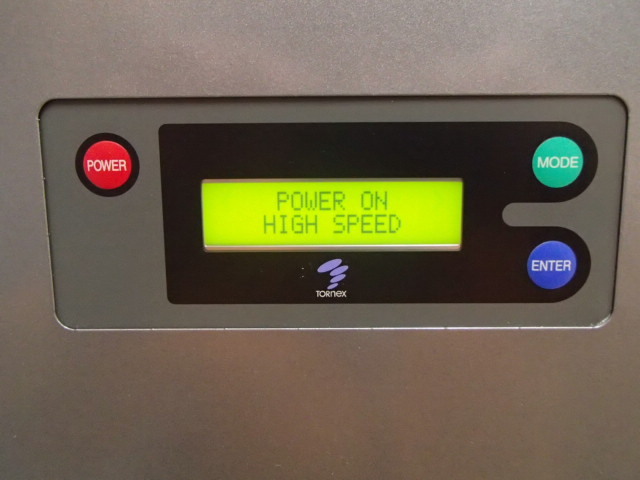 POWER
POWER ON
HIGH SPEED
MODE
ENTER
TORNEX